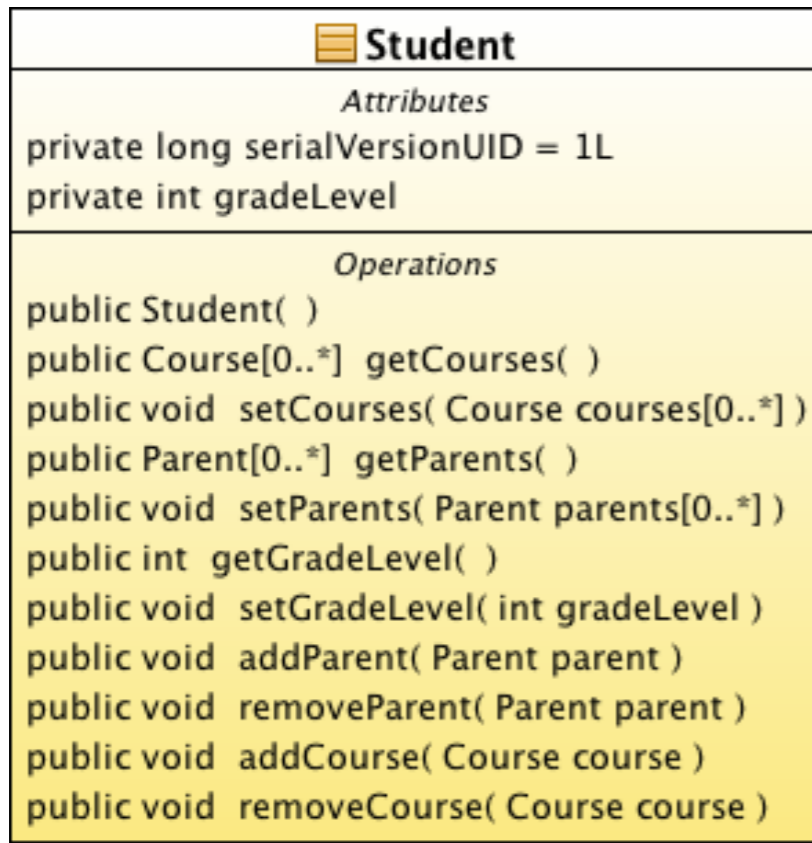 Student
Attributes
private long serialVersionUID = 1L
private int gradeLevel
Operations
public Student( )
public Course[0..*] getCourses( )
public void setCourses( Course courses[0..*] )
public Parent[0..*] getParents( )
public void setParents( Parent parents[0..*] )
public int getGradeLevel( )
public void setGradeLevel( int gradeLevel )
public void addParent( Parent parent )
public void removeParent( Parent parent )
public void addCourse( Course course )
public void removeCourse( Course course )